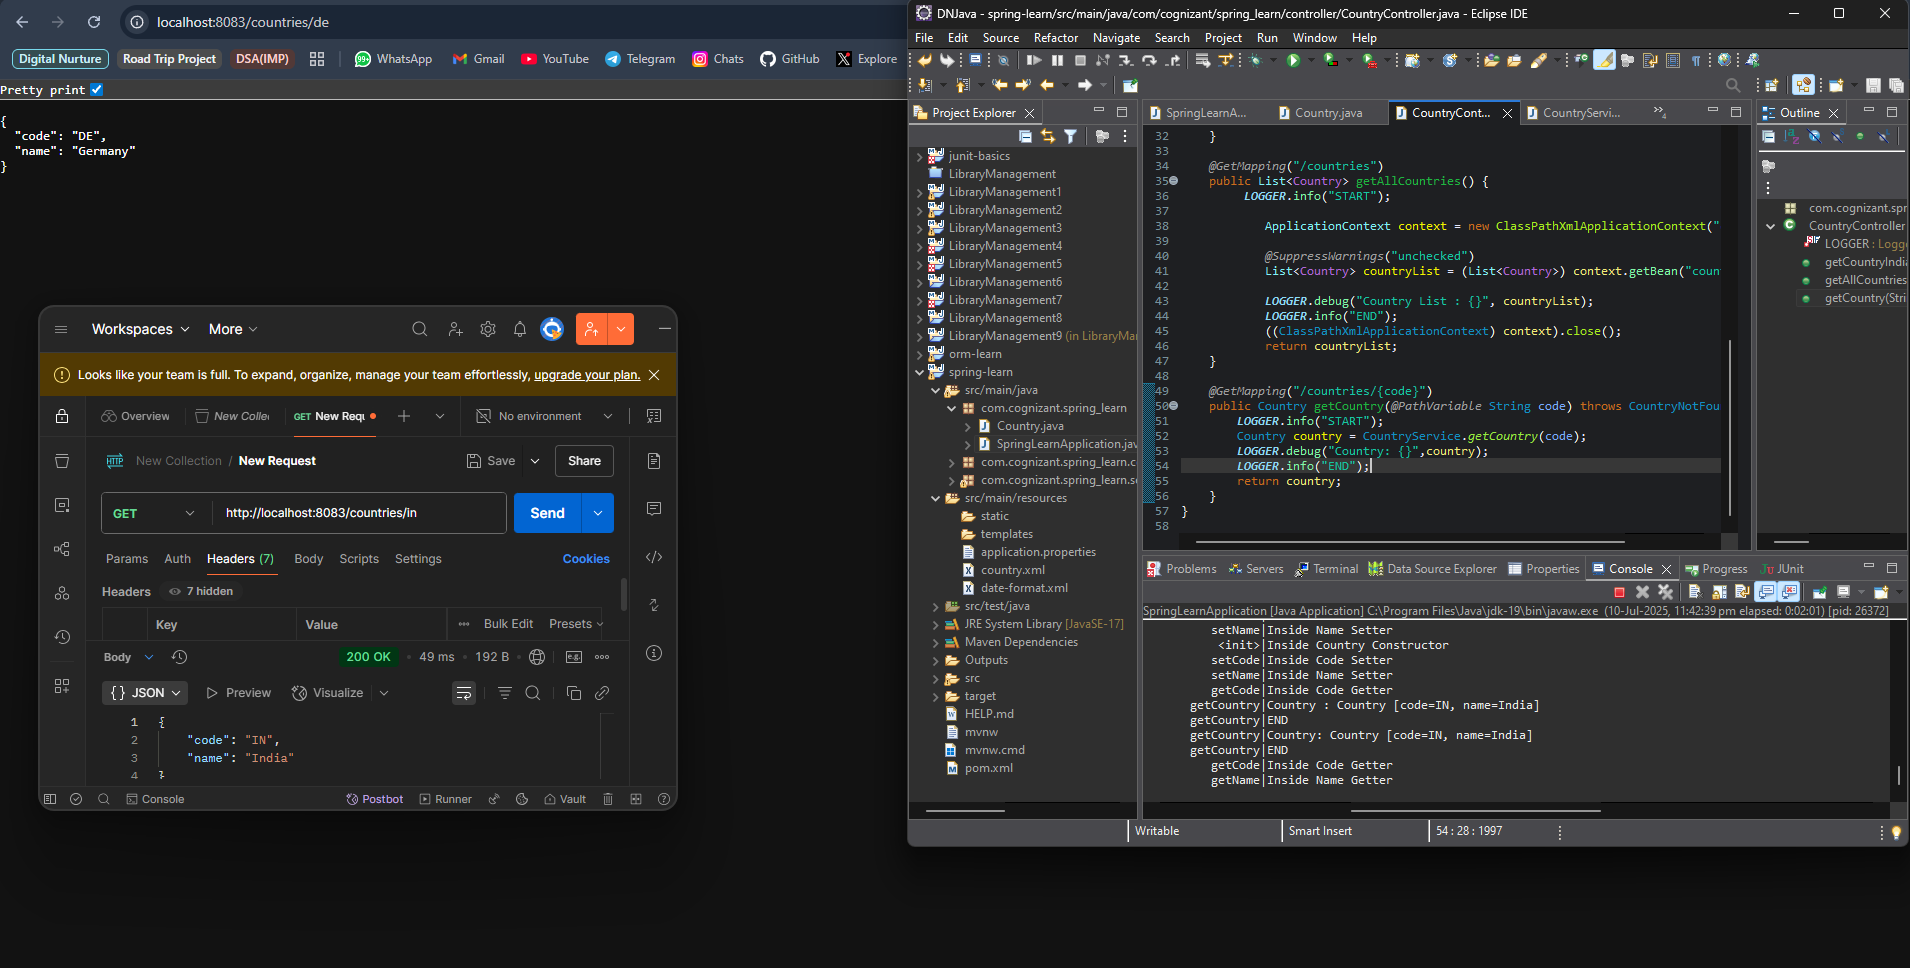 localhost:8083/countries/de
Digital Nurture
Road Trip Project
DSA(IMP)
WhatsApp
Gmail
YouTube
Telegram
Chats
GitHub
Explore
Pretty print
{
"code": "DE",
"name": "Germany"
}
Workspaces
More
Looks like your team is full. To expand, organize, manage your team effortlessly, upgrade your plan.
Overview
New Collec
GET New Requ
No environment
HTTP
New Collection / New Request
Save
Share
GET
http://localhost:8083/countries/in
Send
Params
Auth
Headers (7)
Body
Scripts
Settings
Cookies
Headers
7 hidden
Key
Value
Bulk Edit
Presets
Body
200 OK
49 ms
192 B
e.g.
{} JSON
Preview
Visualize
1 {
2 "code": "IN",
3 "name": "India"
4 }
Console
Postbot
Runner
Vault
DNJava - spring-learn/src/main/java/com/cognizant/spring_learn/controller/CountryController.java - Eclipse IDE
File Edit Source Refactor Navigate Search Project Run Window Help
Project Explorer
junit-basics
LibraryManagement
LibraryManagement1
LibraryManagement2
LibraryManagement3
LibraryManagement4
LibraryManagement5
LibraryManagement6
LibraryManagement7
LibraryManagement8
LibraryManagement9 (in LibraryMa
orm-learn
spring-learn
src/main/java
com.cognizant.spring_learn
Country.java
SpringLearnApplication.jav
com.cognizant.spring_learn.c
com.cognizant.spring_learn.s
src/main/resources
static
templates
application.properties
country.xml
date-format.xml
src/test/java
JRE System Library [JavaSE-17]
Maven Dependencies
Outputs
src
target
HELP.md
mvnw
mvnw.cmd
pom.xml
SpringLearnA...
Country.java
CountryCont...
CountryServi...
4
32 }
33
34 @GetMapping("/countries")
35 public List<Country> getAllCountries() {
36 LOGGER.info("START");
37
38 ApplicationContext context = new ClassPathXmlApplicationContext("
39
40 @SuppressWarnings("unchecked")
41 List<Country> countryList = (List<Country>) context.getBean("coun
42
43 LOGGER.debug("Country List : {}", countryList);
44 LOGGER.info("END");
45 ((ClassPathXmlApplicationContext) context).close();
46 return countryList;
47 }
48
49 @GetMapping("/countries/{code}")
50 public Country getCountry(@PathVariable String code) throws CountryNotFou
51 LOGGER.info("START");
52 Country country = CountryService.getCountry(code);
53 LOGGER.debug("Country: {}",country);
54 LOGGER.info("END");
55 return country;
56 }
57 }
58
Outline
com.cognizant.spr
CountryController
LOGGER : Logge
getCountryIndi
getAllCountries
getCountry(Stri
Problems
Servers
Terminal
Data Source Explorer
Properties
Console
Progress
JUnit
SpringLearnApplication [Java Application] C:\Program Files\Java\jdk-19\bin\javaw.exe (10-Jul-2025, 11:42:39 pm elapsed: 0:02:01) [pid: 26372]
setName|Inside Name Setter
<init>|Inside Country Constructor
setCode|Inside Code Setter
setName|Inside Name Setter
getCode|Inside Code Getter
getCountry|Country : Country [code=IN, name=India]
getCountry|END
getCountry|Country: Country [code=IN, name=India]
getCountry|END
getCode|Inside Code Getter
getName|Inside Name Getter
Writable
Smart Insert
54 : 28 : 1997